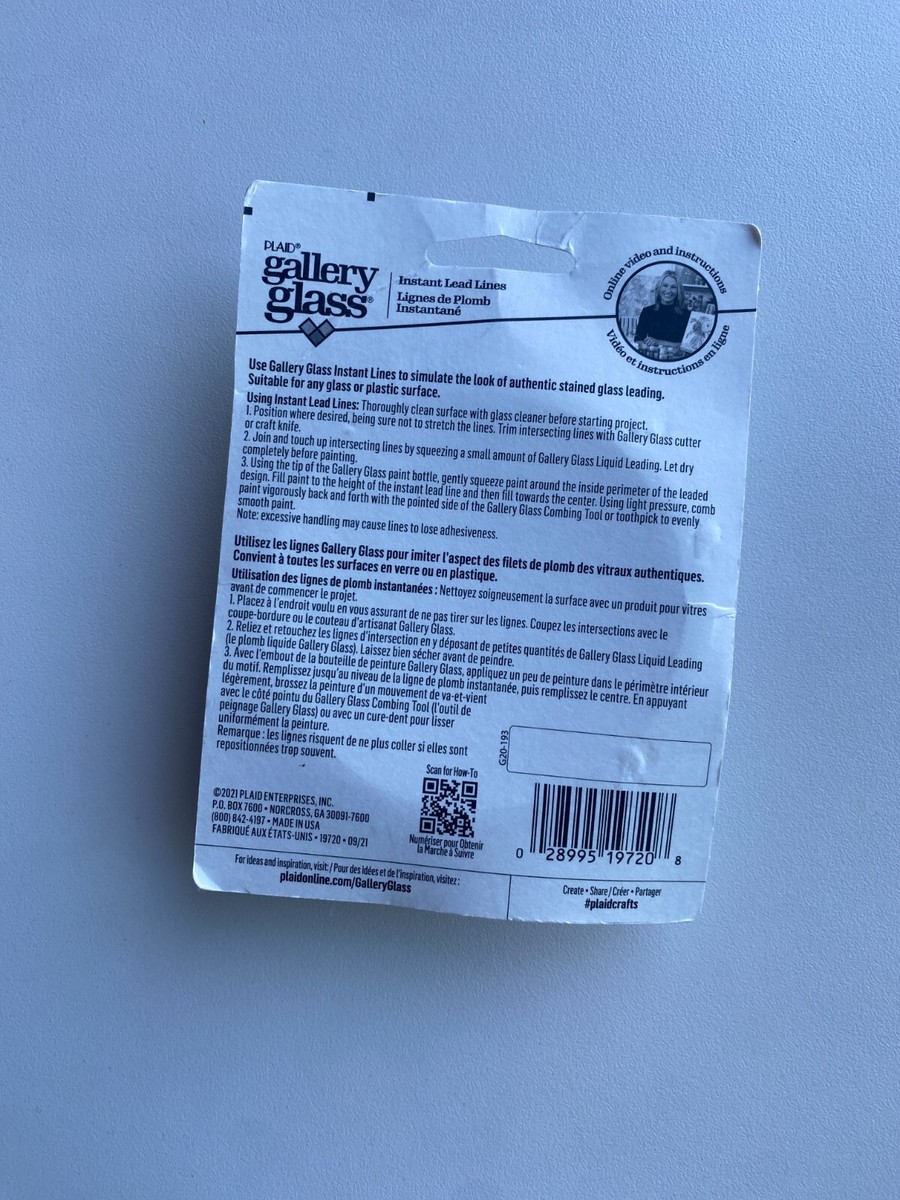 PLAID®
gallery
glass®
Instant Lead Lines
Lignes de Plomb
Instantané
Online video and instructions
Vidéo et instructions en ligne
Use Gallery Glass Instant Lines to simulate the look of authentic stained glass leading.
Suitable for any glass or plastic surface.
Using Instant Lead Lines: Thoroughly clean surface with glass cleaner before starting project.
1. Position where desired, being sure not to stretch the lines. Trim intersecting lines with Gallery Glass cutter
or craft knife.
2. Join and touch up intersecting lines by squeezing a small amount of Gallery Glass Liquid Leading. Let dry
completely before painting.
3. Using the tip of the Gallery Glass paint bottle, gently squeeze paint around the inside perimeter of the leaded
design. Fill paint to the height of the instant lead line and then fill towards the center. Using light pressure, comb
paint vigorously back and forth with the pointed side of the Gallery Glass Combing Tool or toothpick to evenly
smooth paint.
Note: excessive handling may cause lines to lose adhesiveness.
Utilisez les lignes Gallery Glass pour imiter l'aspect des filets de plomb des vitraux authentiques.
Convient à toutes les surfaces en verre ou en plastique.
Utilisation des lignes de plomb instantanées : Nettoyez soigneusement la surface avec un produit pour vitres
avant de commencer le projet.
1. Placez à l'endroit voulu en vous assurant de ne pas tirer sur les lignes. Coupez les intersections avec le
coupe-bordure ou le couteau d'artisanat Gallery Glass.
2. Reliez et retouchez les lignes d'intersection en y déposant de petites quantités de Gallery Glass Liquid Leading
(le plomb liquide Gallery Glass). Laissez bien sécher avant de peindre.
3. Avec l'embout de la bouteille de peinture Gallery Glass, appliquez un peu de peinture dans le périmètre intérieur
du motif. Remplissez jusqu'au niveau de la ligne de plomb instantanée, puis remplissez le centre. En appuyant
légèrement, brossez la peinture d'un mouvement de va-et-vient
avec le côté pointu du Gallery Glass Combing Tool (l'outil de
peignage Gallery Glass) ou avec un cure-dent pour lisser
uniformément la peinture.
Remarque : les lignes risquent de ne plus coller si elles sont
repositionnées trop souvent.
G20-193
©2021 PLAID ENTERPRISES, INC.
P.O. BOX 7600 • NORCROSS, GA 30091-7600
(800) 842-4197 • MADE IN USA
FABRIQUÉ AUX ÉTATS-UNIS • 19720 • 09/21
Scan for How-To
Numériser pour Obtenir
la Marche à Suivre
0 28995 19720 8
For ideas and inspiration, visit: / Pour des idées et de l'inspiration, visitez :
plaidonline.com/GalleryGlass
Create • Share / Créer • Partager
#plaidcrafts